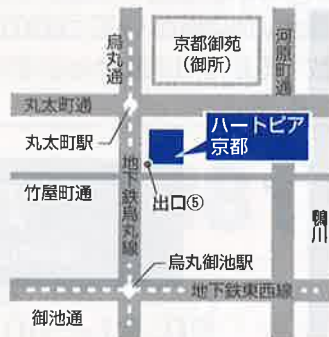 烏丸通
京都御苑
(御所)
河原町通
丸太町通
丸太町駅
ハートピア
京都
地下鉄烏丸線
竹屋町通
出口⑤
鴨川
烏丸御池駅
地下鉄東西線
御池通